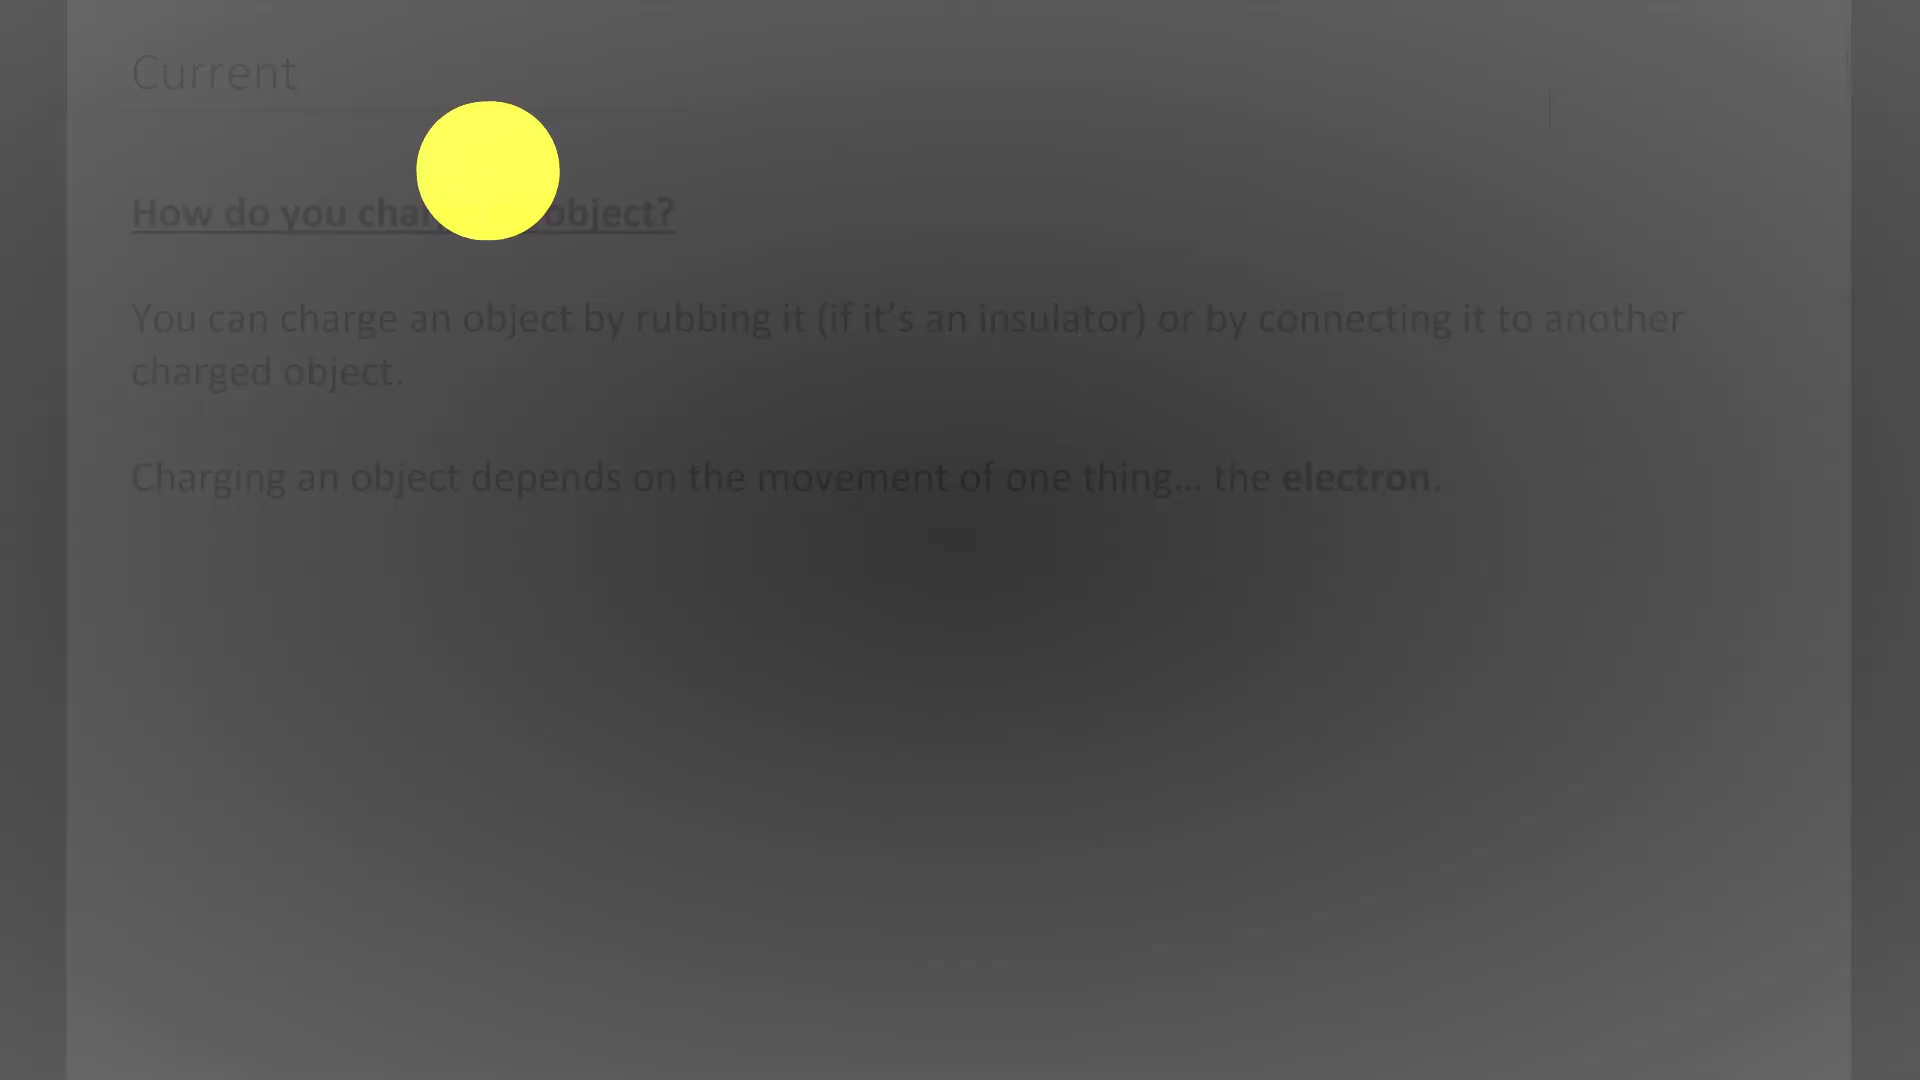 Current
How do you object?
You can charge an object by rubbing it (if it’s an insulator) or by connecting it to another
charged object.
Charging an object depends on the movement of one thing... the electron.